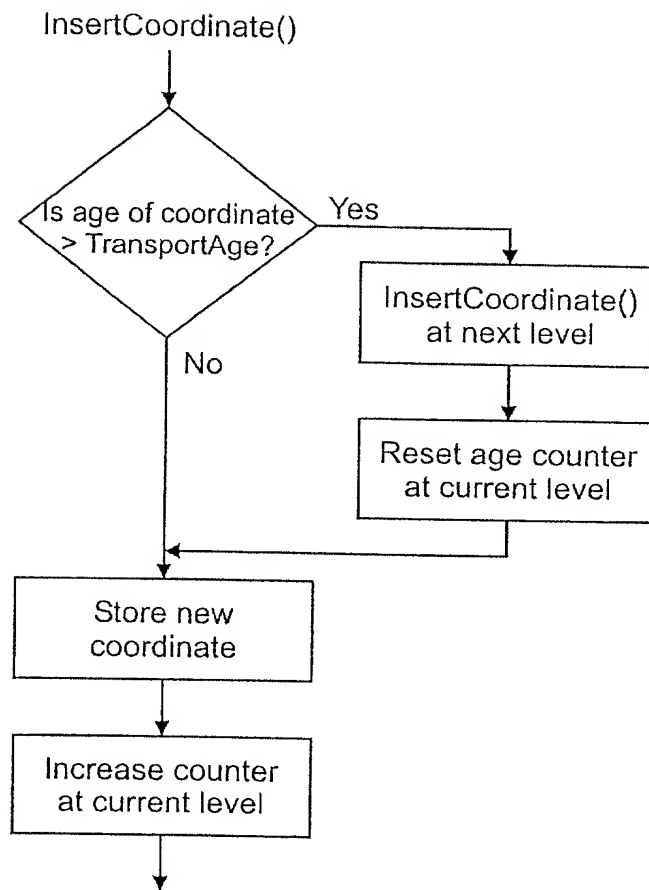 InsertCoordinate()
Is age of coordinate
> TransportAge?
Yes
InsertCoordinate()
at next level
No
Reset age counter
at current level
Store new
coordinate
Increase counter
at current level